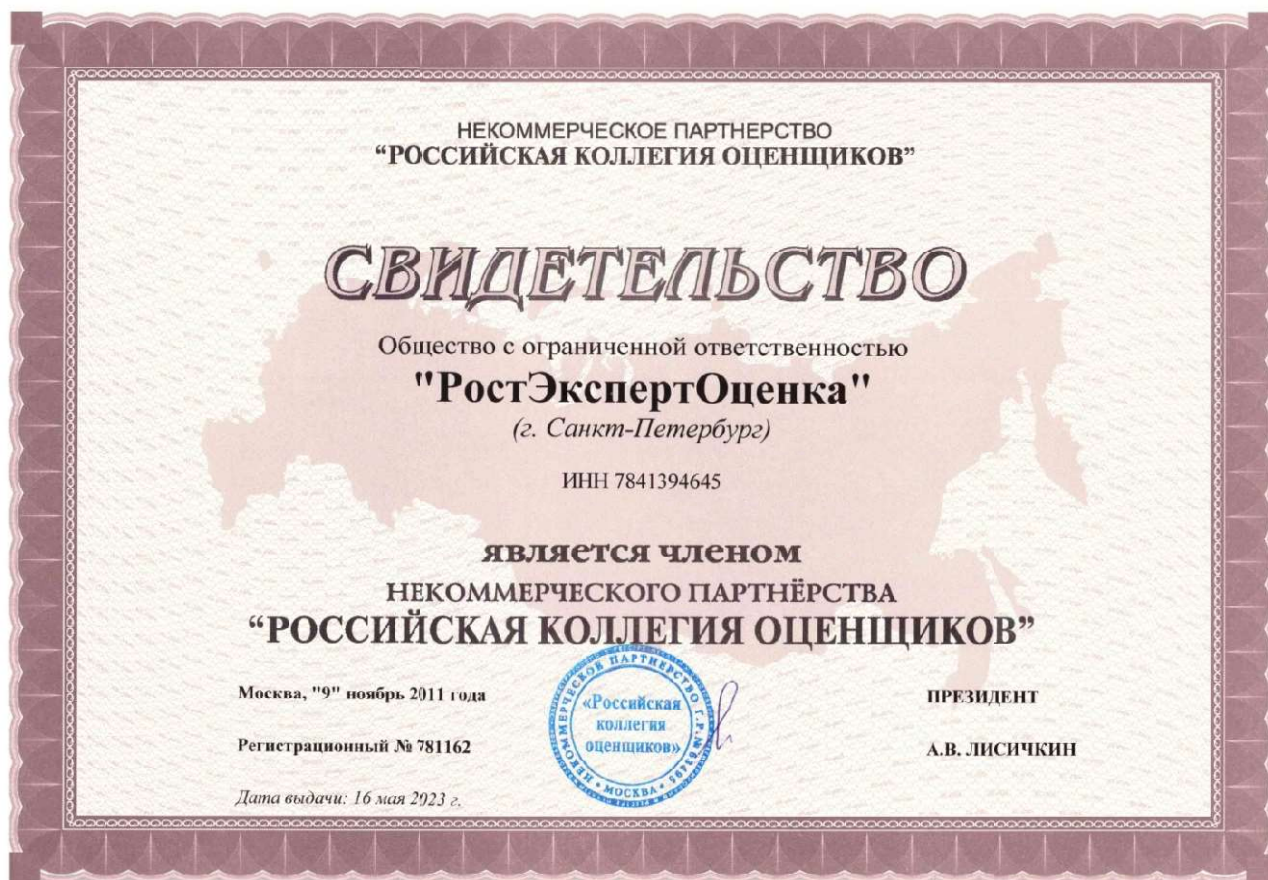 НЕКОММЕРЧЕСКОЕ ПАРТНЕРСТВО
“РОССИЙСКАЯ КОЛЛЕГИЯ ОЦЕНЩИКОВ”
СВИДЕТЕЛЬСТВО
Общество с ограниченной ответственностью
"РостЭкспертОценка"
(г. Санкт-Петербург)
ИНН 7841394645
является членом
НЕКОММЕРЧЕСКОГО ПАРТНЁРСТВА
“РОССИЙСКАЯ КОЛЛЕГИЯ ОЦЕНЩИКОВ”
Москва, "9" ноябрь 2011 года
ПРЕЗИДЕНТ
Регистрационный № 781162
А.В. ЛИСИЧКИН
Дата выдачи: 16 мая 2023 г.
НЕКОММЕРЧЕСКОЕ ПАРТНЕРСТВО
«Российская
коллегия
оценщиков»
МОСКВА